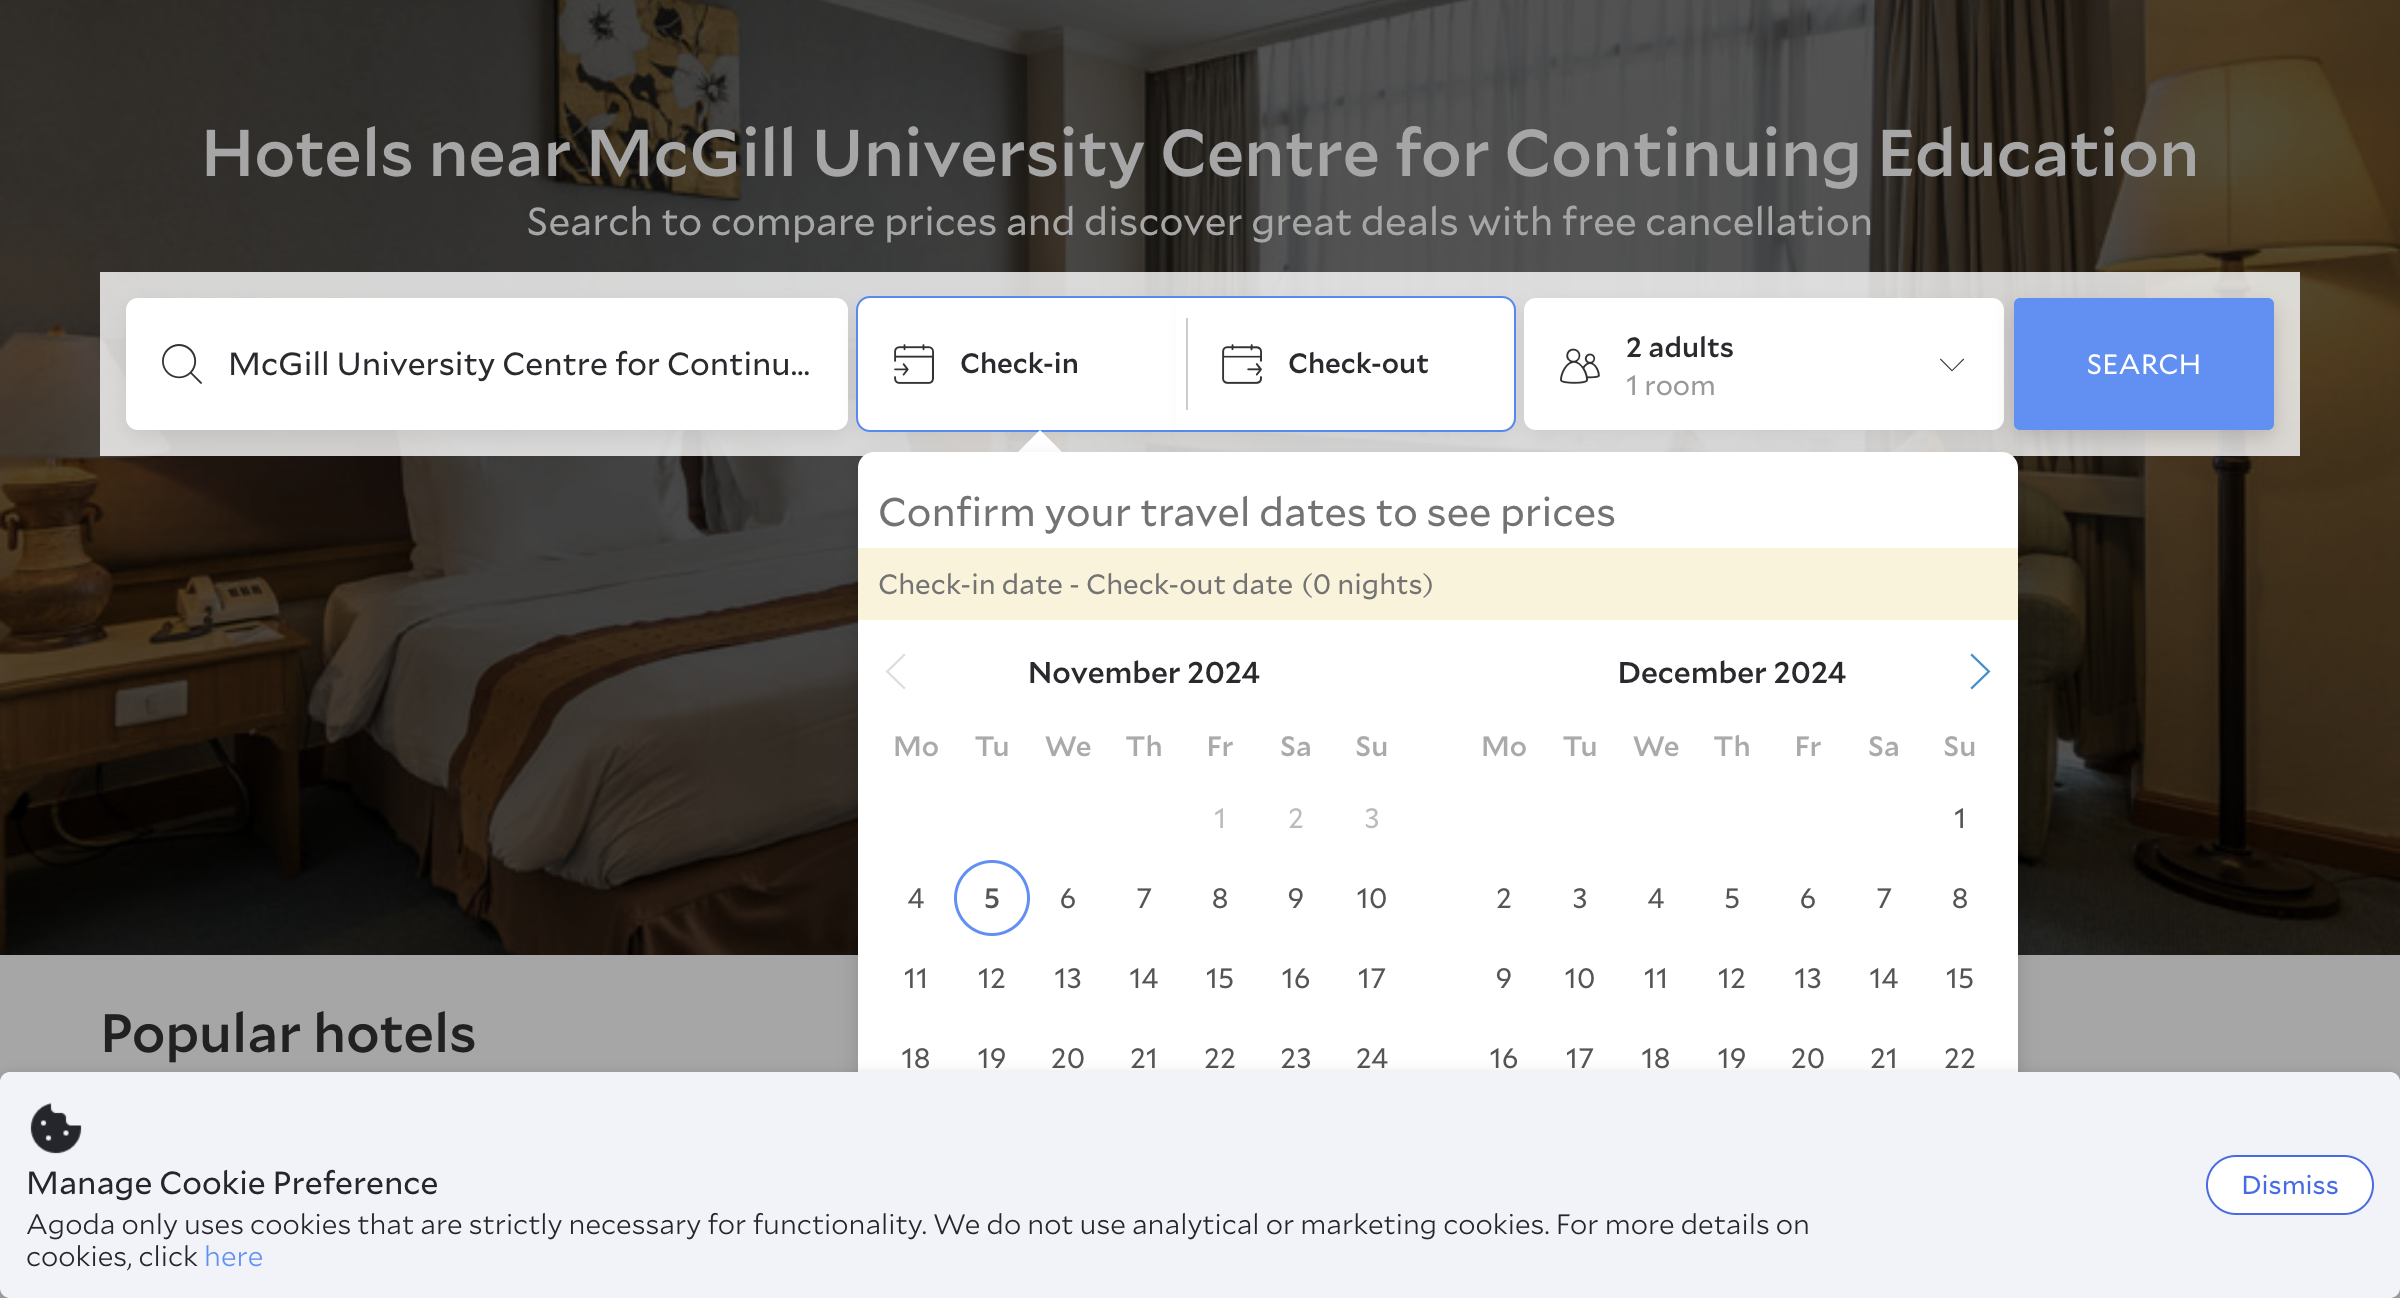 Hotels near McGill University Centre for Continuing Education
Search to compare prices and discover great deals with free cancellation
McGill University Centre for Continu...
Check-in
Check-out
2 adults
1 room
SEARCH
Confirm your travel dates to see prices
Check-in date - Check-out date (0 nights)
November 2024
Mo Tu We Th Fr Sa Su
1 2 3
4 5 6 7 8 9 10
11 12 13 14 15 16 17
18 19 20 21 22 23 24
December 2024
Mo Tu We Th Fr Sa Su
1
2 3 4 5 6 7 8
9 10 11 12 13 14 15
16 17 18 19 20 21 22
Popular hotels
Manage Cookie Preference
Agoda only uses cookies that are strictly necessary for functionality. We do not use analytical or marketing cookies. For more details on
cookies, click here
Dismiss